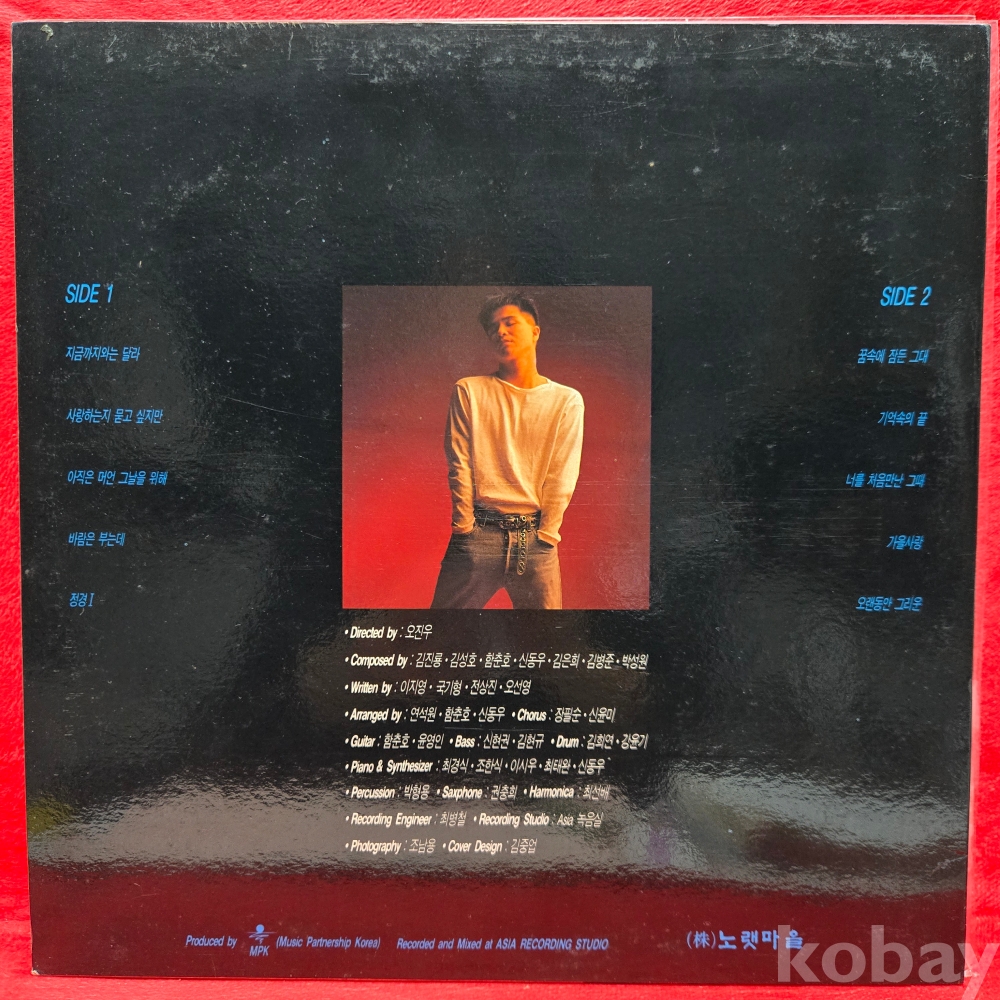 SIDE 1
지금까지와는 달라
사랑하는지 묻고 싶지만
아직은 머언 그날을 위해
바람은 부는데
정경 I
SIDE 2
꿈속에 잠든 그대
기억속의 끝
너를 처음만난 그때
가을사랑
오랜동안 그리운
• Directed by : 오진우
• Composed by : 김진룡 · 김성호 · 함춘호 · 신동우 · 김은희 · 김병준 · 박성원
• Written by : 이지영 · 국기형 · 전상진 · 오선영
• Arranged by : 연석원 · 함춘호 · 신동우 • Chorus : 장필순 · 신윤미
• Guitar : 함춘호 · 윤영인 • Bass : 신현권 · 김현규 • Drum : 김희연 · 강윤기
• Piano & Synthesizer : 최경식 · 조한식 · 이시우 · 최태완 · 신동우
• Percussion : 박형용 • Saxphone : 권충희 • Harmonica : 최선배
• Recording Engineer : 최병철 • Recording Studio : Asia 녹음실
• Photography : 조남용 • Cover Design : 김중업
Produced by MPK (Music Partnership Korea) Recorded and Mixed at ASIA RECORDING STUDIO (株)노랫마을
kobay